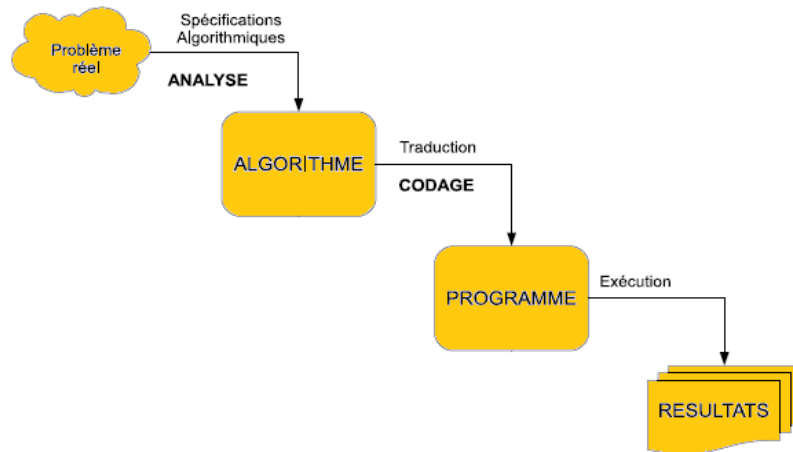 Problème
réel
Spécifications
Algorithmiques
ANALYSE
ALGORITHME
Traduction
CODAGE
PROGRAMME
Exécution
RESULTATS